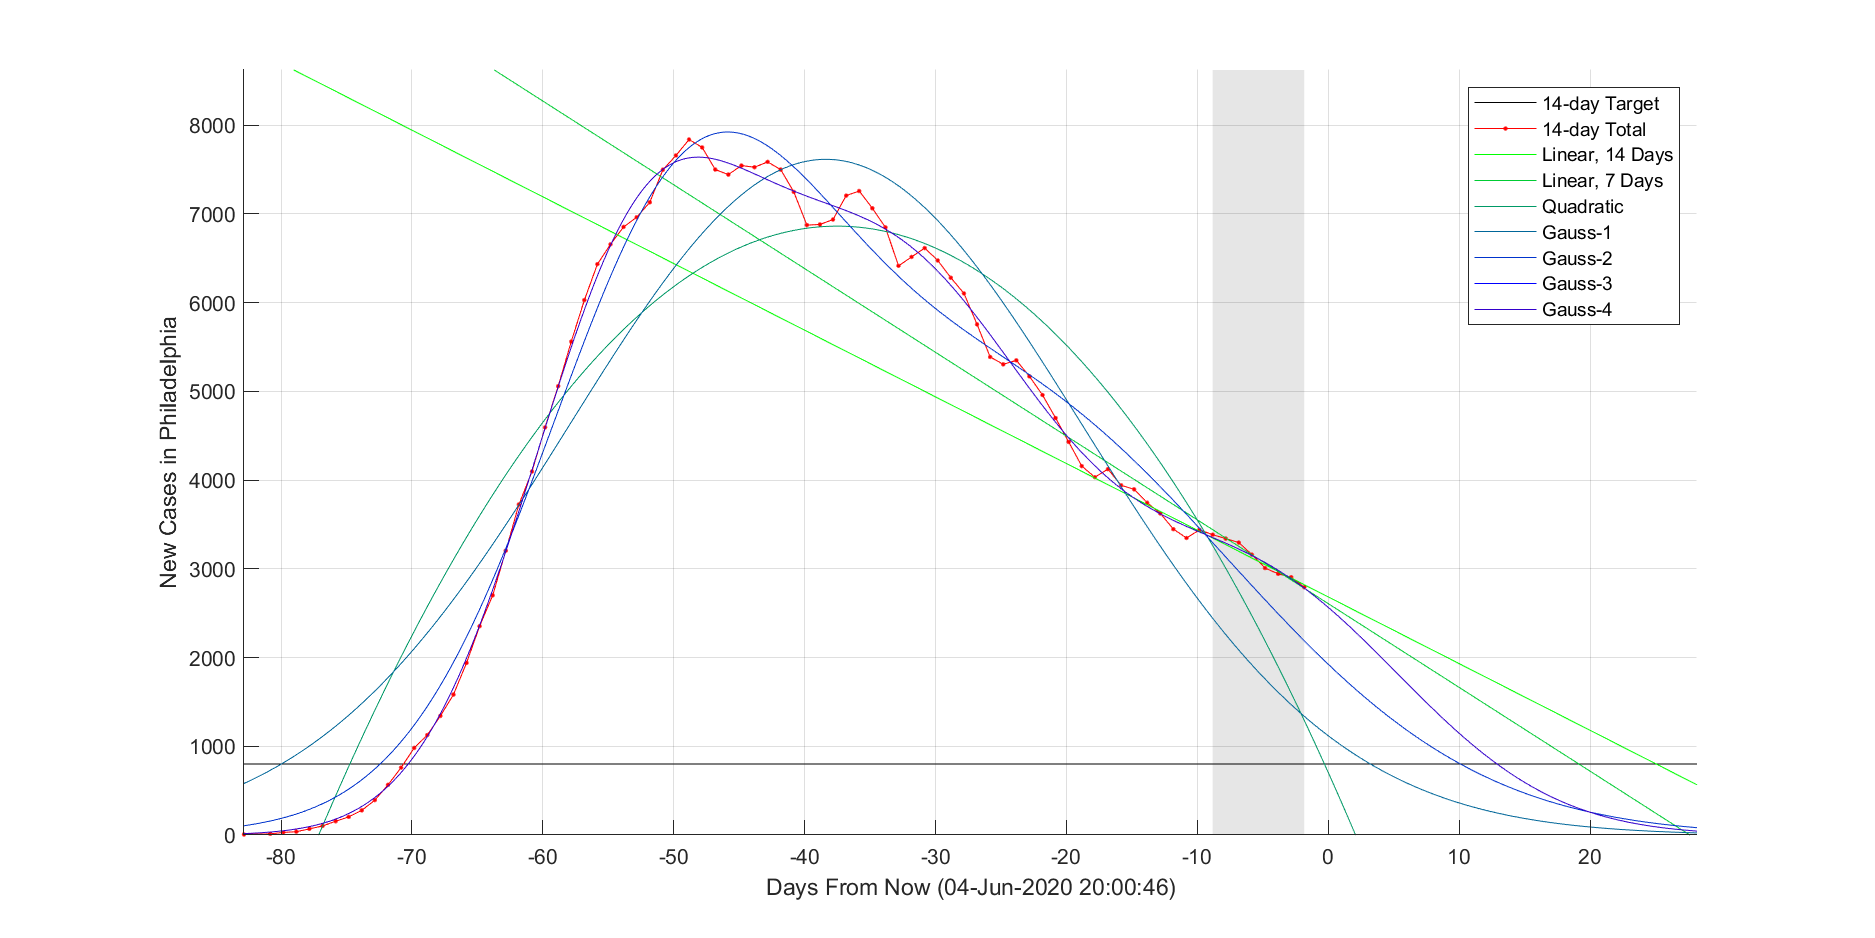 14-day Target
14-day Total
Linear, 14 Days
Linear, 7 Days
Quadratic
Gauss-1
Gauss-2
Gauss-3
Gauss-4
8000
7000
6000
5000
4000
3000
2000
1000
0
New Cases in Philadelphia
-80 -70 -60 -50 -40 -30 -20 -10 0 10 20
Days From Now (04-Jun-2020 20:00:46)